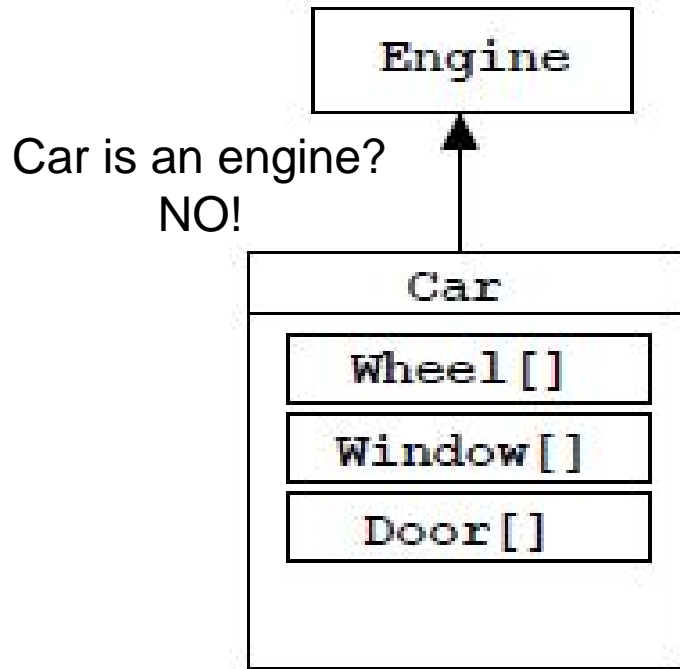 Engine
Car is an engine?
NO!
Car
Wheel[]
Window[]
Door[]